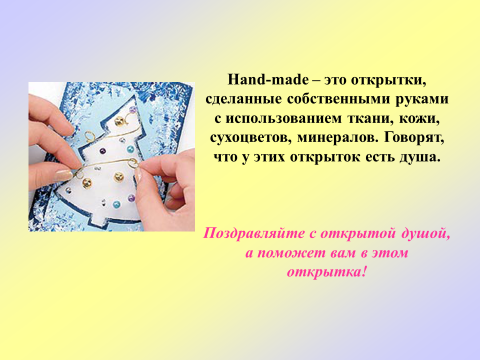 Hand-made – это открытки,
сделанные собственными руками
с использованием ткани, кожи,
сухоцветов, минералов. Говорят,
что у этих открыток есть душа.
Поздравляйте с открытой душой,
а поможет вам в этом
открытка!